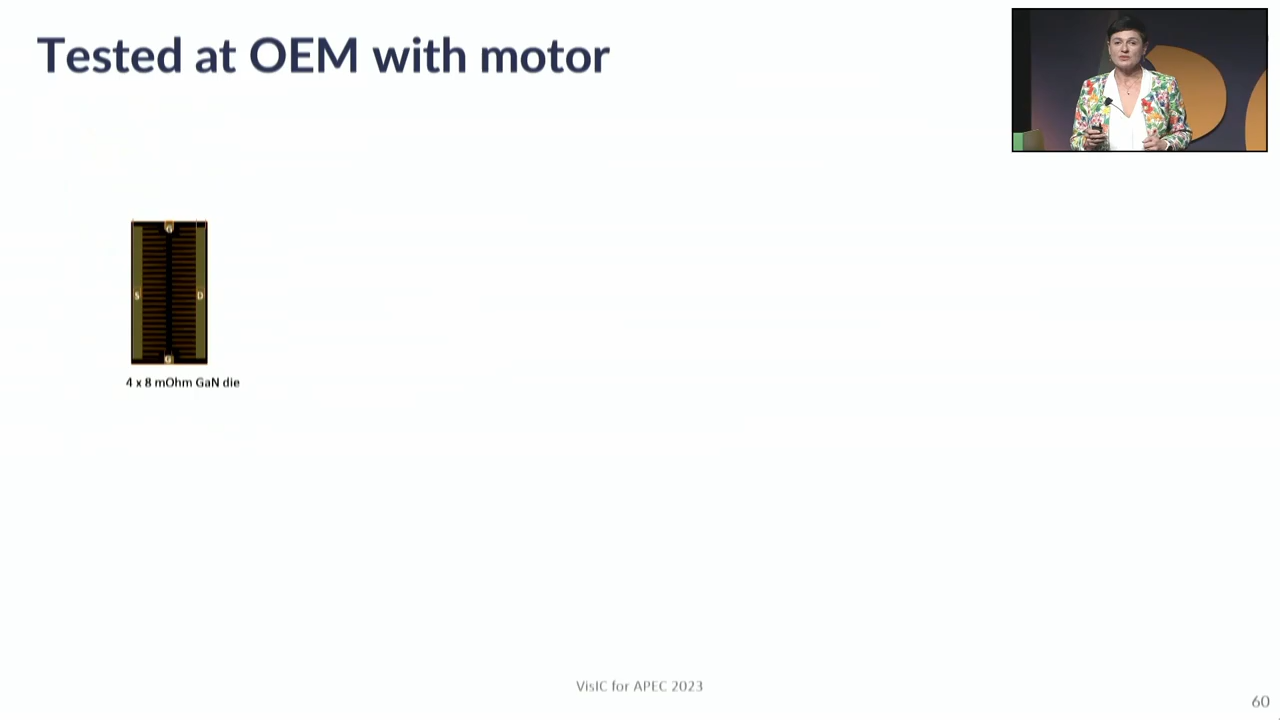 Tested at OEM with motor
G
S
D
G
4 x 8 mOhm GaN die
VisIC for APEC 2023
60